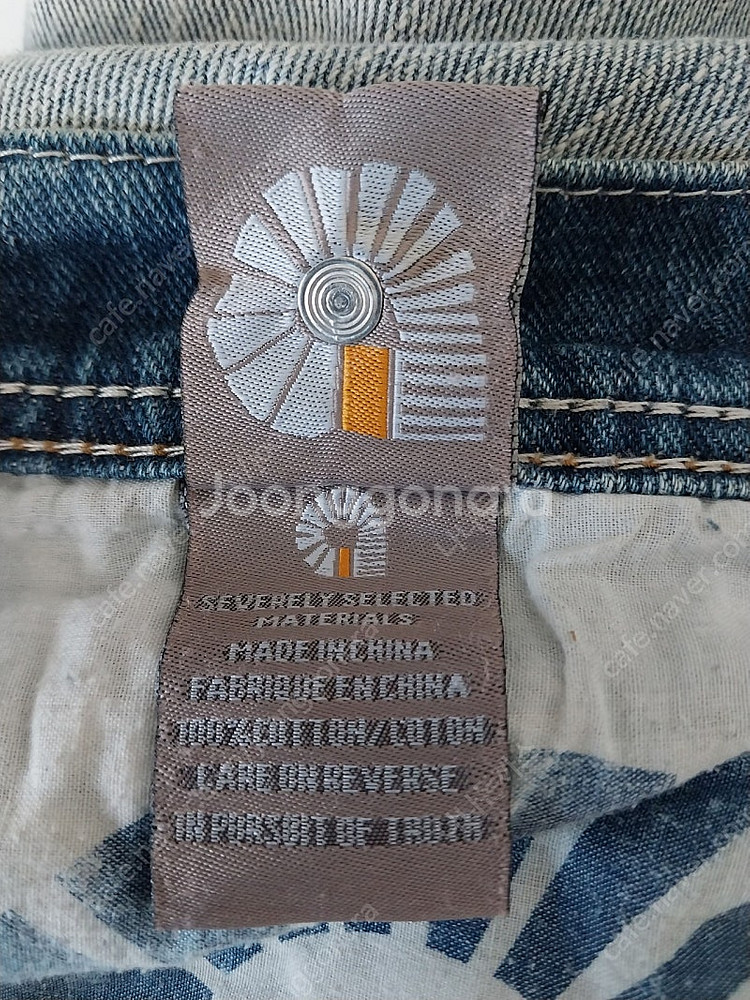 Joongonara
SEVERELY SELECTED
MATERIALS
MADE IN CHINA
FABRIQUE EN CHINA
100%COTTON/COTON
CARE ON REVERSE
IN PURSUIT OF TRUTH